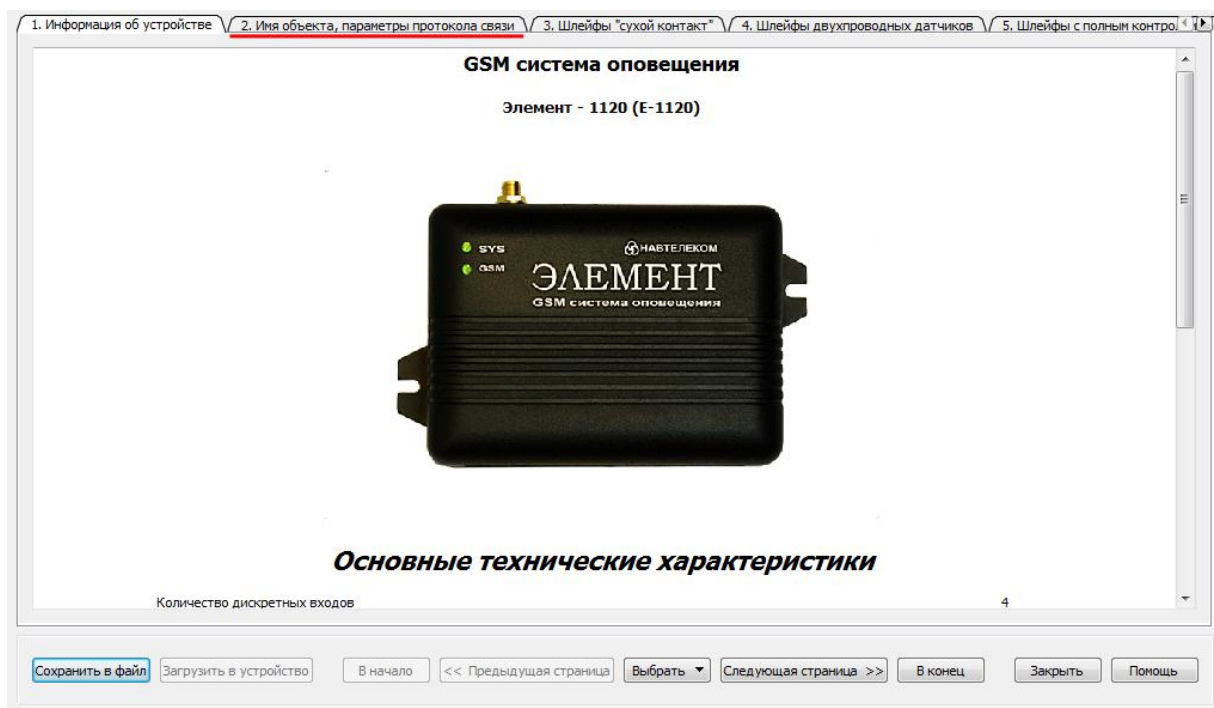 1. Информация об устройстве
2. Имя объекта, параметры протокола связи
3. Шлейфы "сухой контакт"
4. Шлейфы двухпроводных датчиков
5. Шлейфы с полным контро
GSM система оповещения
Элемент - 1120 (E-1120)
SYS
НАВТЕЛЕКОМ
GSM
ЭЛЕМЕНТ
GSM система оповещения
Основные технические характеристики
Количество дискретных входов 4
Сохранить в файл
Загрузить в устройство
В начало
<< Предыдущая страница
Выбрать
Следующая страница >>
В конец
Закрыть
Помощь